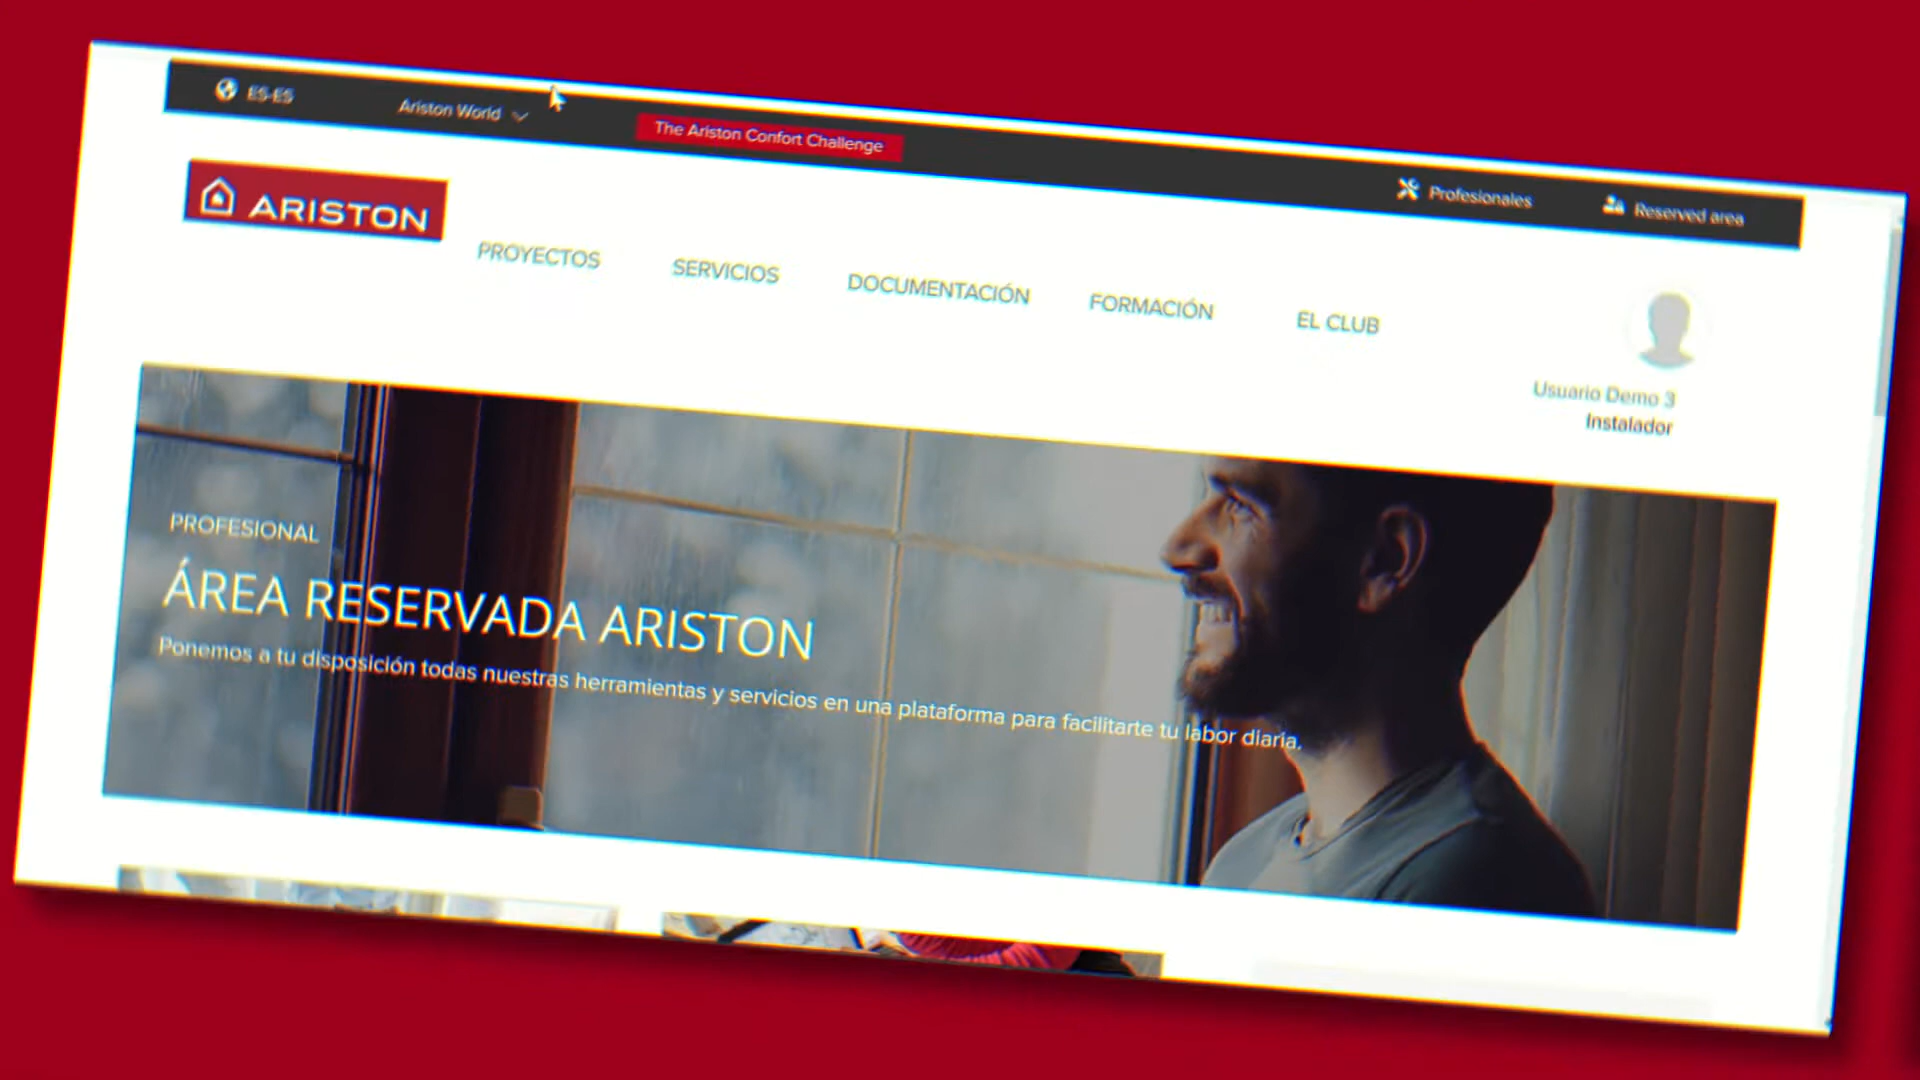 ES-ES
Ariston World
The Ariston Confort Challenge
Profesionales
Reserved area
ARISTON
PROYECTOS
SERVICIOS
DOCUMENTACIÓN
FORMACIÓN
EL CLUB
Usuario Demo 3
Instalador
PROFESIONAL
ÁREA RESERVADA ARISTON
Ponemos a tu disposición todas nuestras herramientas y servicios en una plataforma para facilitarte tu labor diaria.